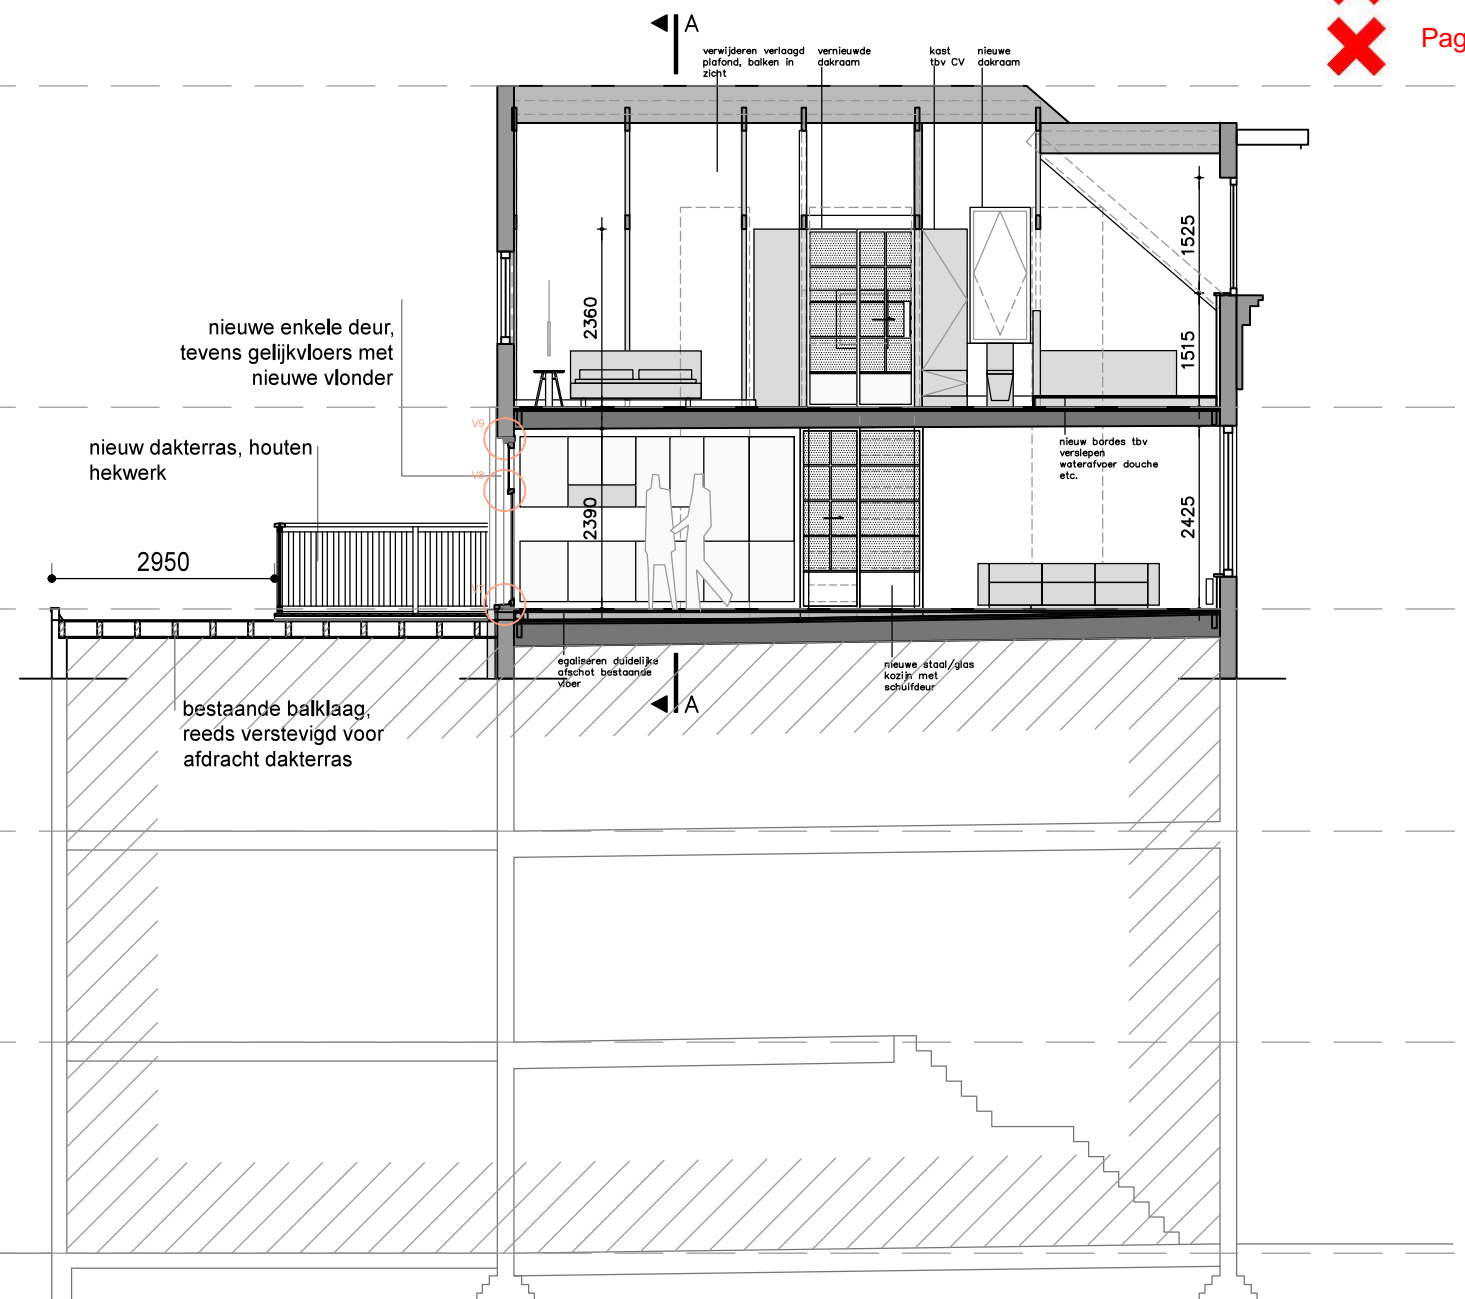 A
Pag
verwijderen verlaagd
plafond, balken in
zicht
vernieuwde
dakraam
kast
tbv CV
nieuwe
dakraam
1525
2360
1515
nieuwe enkele deur,
tevens gelijkvloers met
nieuwe vlonder
V9
nieuw dakterras, houten
hekwerk
nieuw bordes tbv
verslepen
waterafvoer douche
etc.
V8
2390
2425
2950
V7
egaliseren duidelijke
afschot bestaande
vloer
nieuwe staal/glas
kozijn met
schuifdeur
A
bestaande balklaag,
reeds verstevigd voor
afdracht dakterras